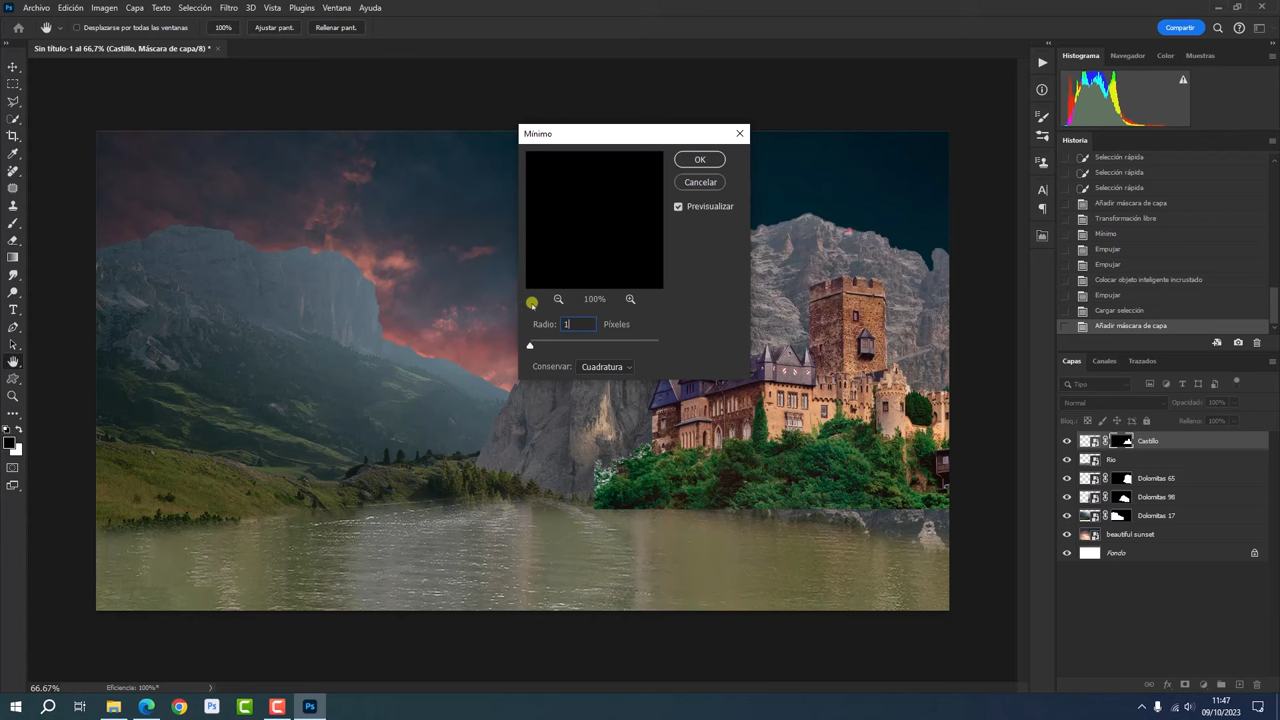 Ps Archivo Edición Imagen Capa Texto Selección Filtro 3D Vista Plugins Ventana Ayuda
Desplazarse por todas las ventanas 100% Ajustar pant. Rellenar pant. Compartir
Sin título-1 al 66,7% (Castillo, Máscara de capa/8) * ×
Histograma Navegador Color Muestras
Mínimo
OK
Cancelar
Previsualizar
100%
Radio: 1 Píxeles
Conservar: Cuadratura
Historia
Selección rápida
Selección rápida
Selección rápida
Añadir máscara de capa
Transformación libre
Mínimo
Empujar
Empujar
Colocar objeto inteligente incrustado
Empujar
Cargar selección
Añadir máscara de capa
Capas Canales Trazados
Tipo
Normal Opacidad: 100%
Bloq.: Relleno: 100%
Castillo
Rio
Dolomitas 65
Dolomitas 98
Dolomitas 17
beautiful sunset
Fondo
66.67% Eficiencia: 100%*
11:47
09/10/2023